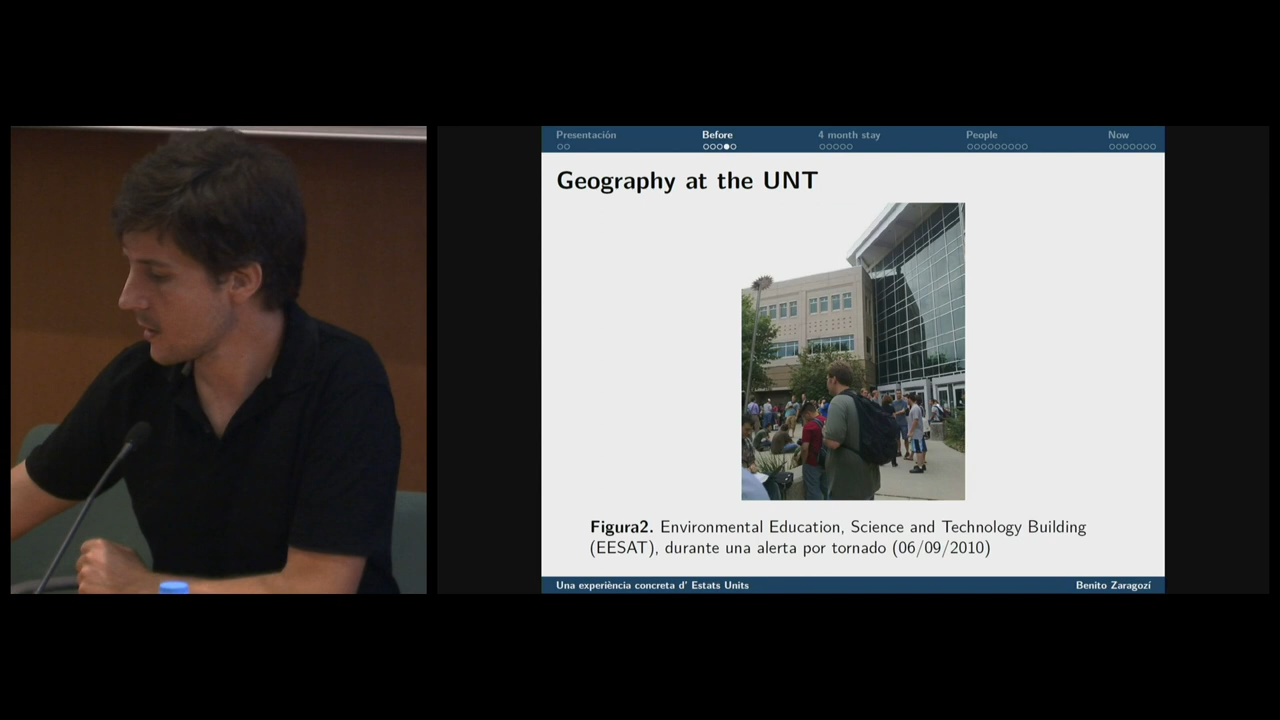 Presentación
Before
4 month stay
People
Now
Geography at the UNT
Figura2. Environmental Education, Science and Technology Building
(EESAT), durante una alerta por tornado (06/09/2010)
Una experiència concreta d' Estats Units
Benito Zaragozí